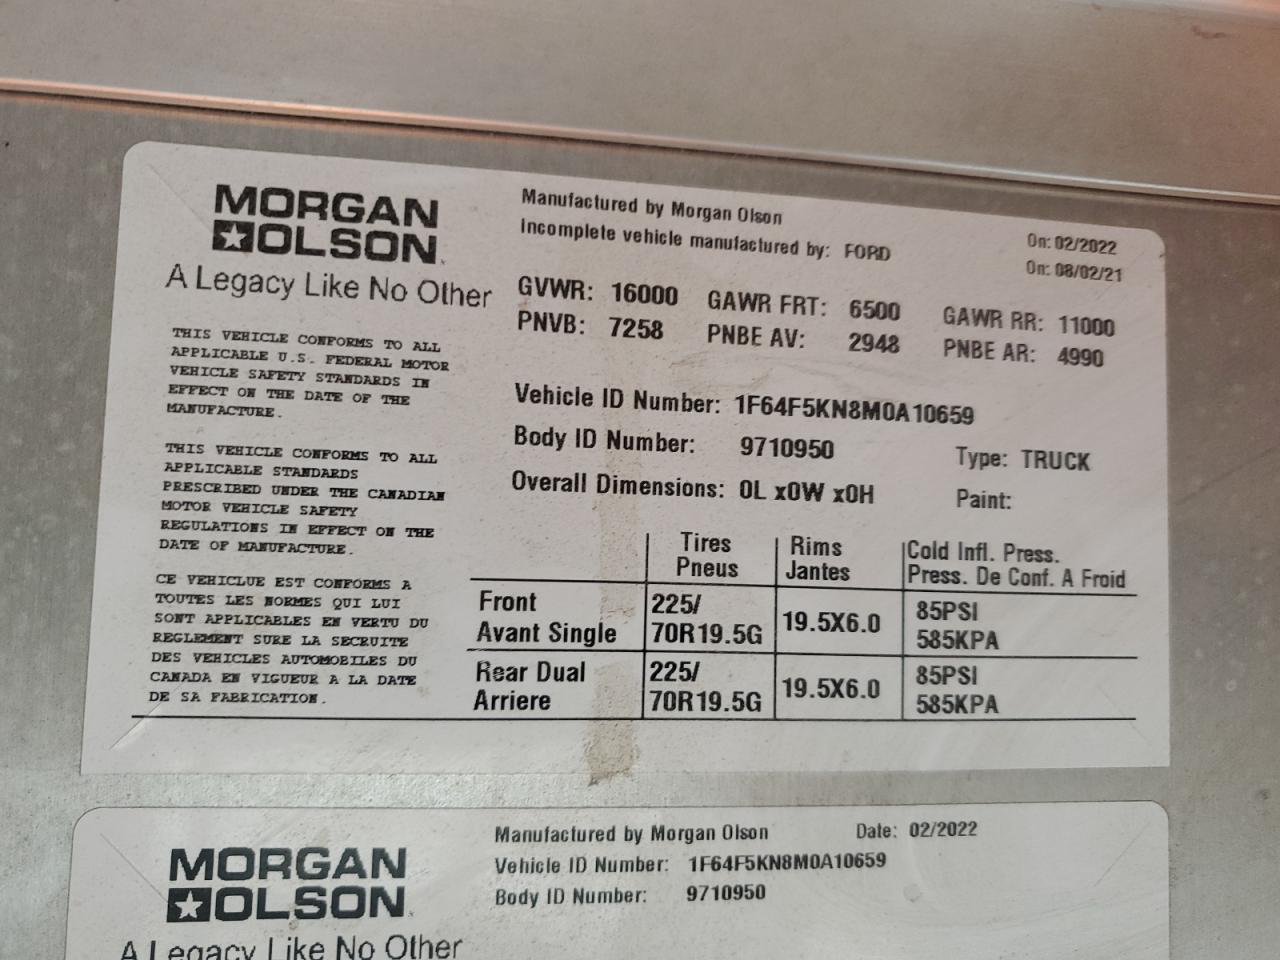 MORGAN
OLSON.
A Legacy Like No Other
Manufactured by Morgan Olson On: 02/2022
Incomplete vehicle manufactured by: FORD On: 08/02/21
GVWR: 16000 GAWR FRT: 6500 GAWR RR: 11000
PNVB: 7258 PNBE AV: 2948 PNBE AR: 4990
THIS VEHICLE CONFORMS TO ALL
APPLICABLE U.S. FEDERAL MOTOR
VEHICLE SAFETY STANDARDS IN
EFFECT ON THE DATE OF THE
MANUFACTURE.
THIS VEHICLE CONFORMS TO ALL
APPLICABLE STANDARDS
PRESCRIBED UNDER THE CANADIAN
MOTOR VEHICLE SAFETY
REGULATIONS IN EFFECT ON THE
DATE OF MANUFACTURE.
CE VEHICLUE EST CONFORMS A
TOUTES LES NORMES QUI LUI
SONT APPLICABLES EN VERTU DU
REGLEMENT SURE LA SECRUITE
DES VEHICLES AUTOMOBILES DU
CANADA EN VIGUEUR A LA DATE
DE SA FABRICATION.
Vehicle ID Number: 1F64F5KN8M0A10659
Body ID Number: 9710950 Type: TRUCK
Overall Dimensions: 0L x0W x0H Paint:
Tires Rims Cold Infl. Press.
Pneus Jantes Press. De Conf. A Froid
Front 225/ 19.5X6.0 85PSI
Avant Single 70R19.5G 585KPA
Rear Dual 225/ 19.5X6.0 85PSI
Arriere 70R19.5G 585KPA
MORGAN
OLSON.
A Legacy Like No Other
Manufactured by Morgan Olson Date: 02/2022
Vehicle ID Number: 1F64F5KN8M0A10659
Body ID Number: 9710950